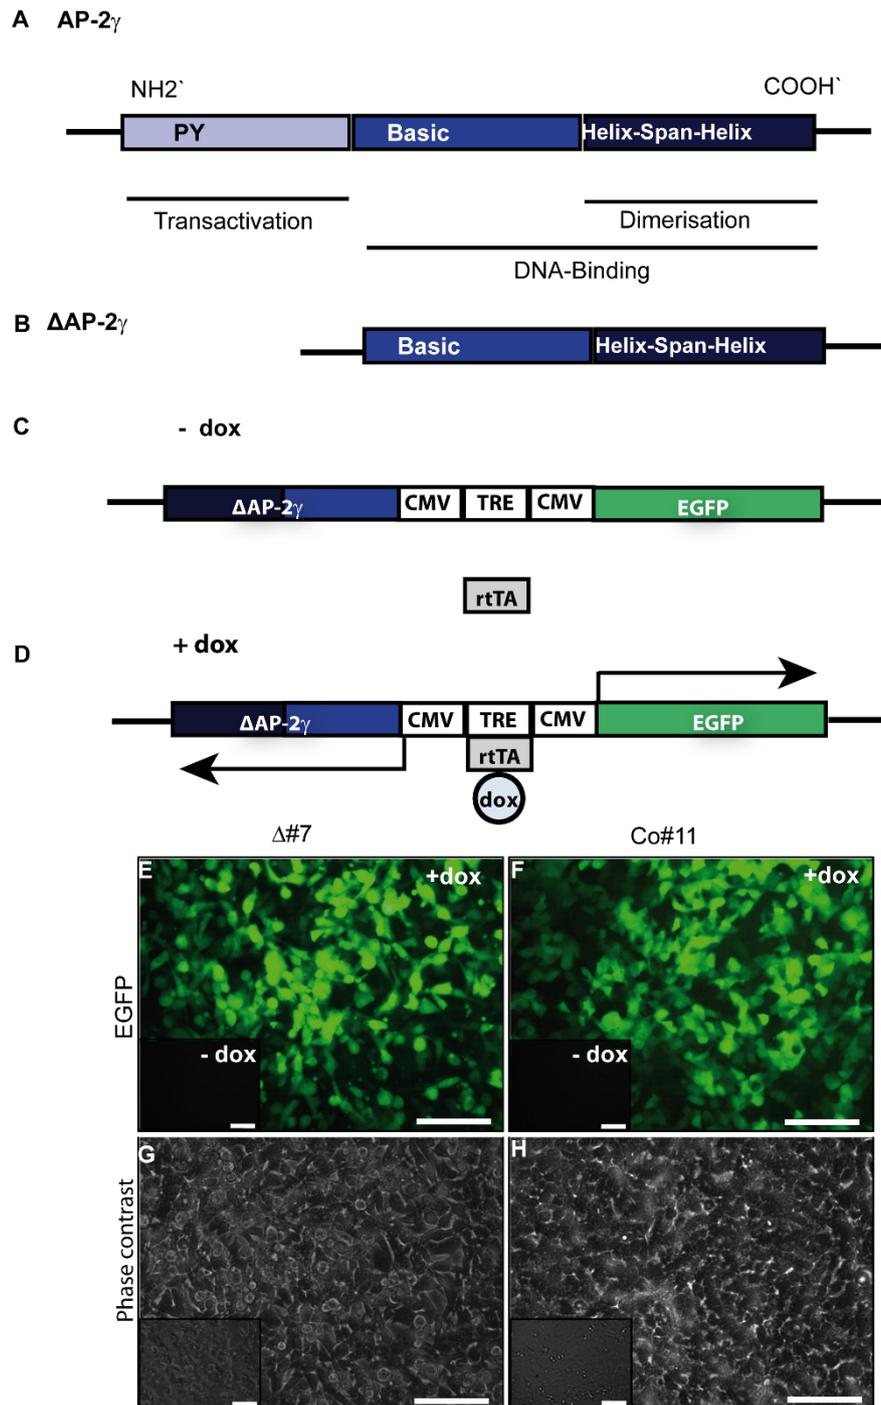 A AP-2γ
NH2`
COOH`
PY Basic Helix-Span-Helix
Transactivation
Dimerisation
DNA-Binding
B ΔAP-2γ
Basic Helix-Span-Helix
C - dox
ΔAP-2γ CMV TRE CMV EGFP
rtTA
D + dox
ΔAP-2γ CMV TRE CMV EGFP
rtTA
dox
Δ#7 Co#11
E +dox F +dox
EGFP
- dox - dox
G H
Phase contrast